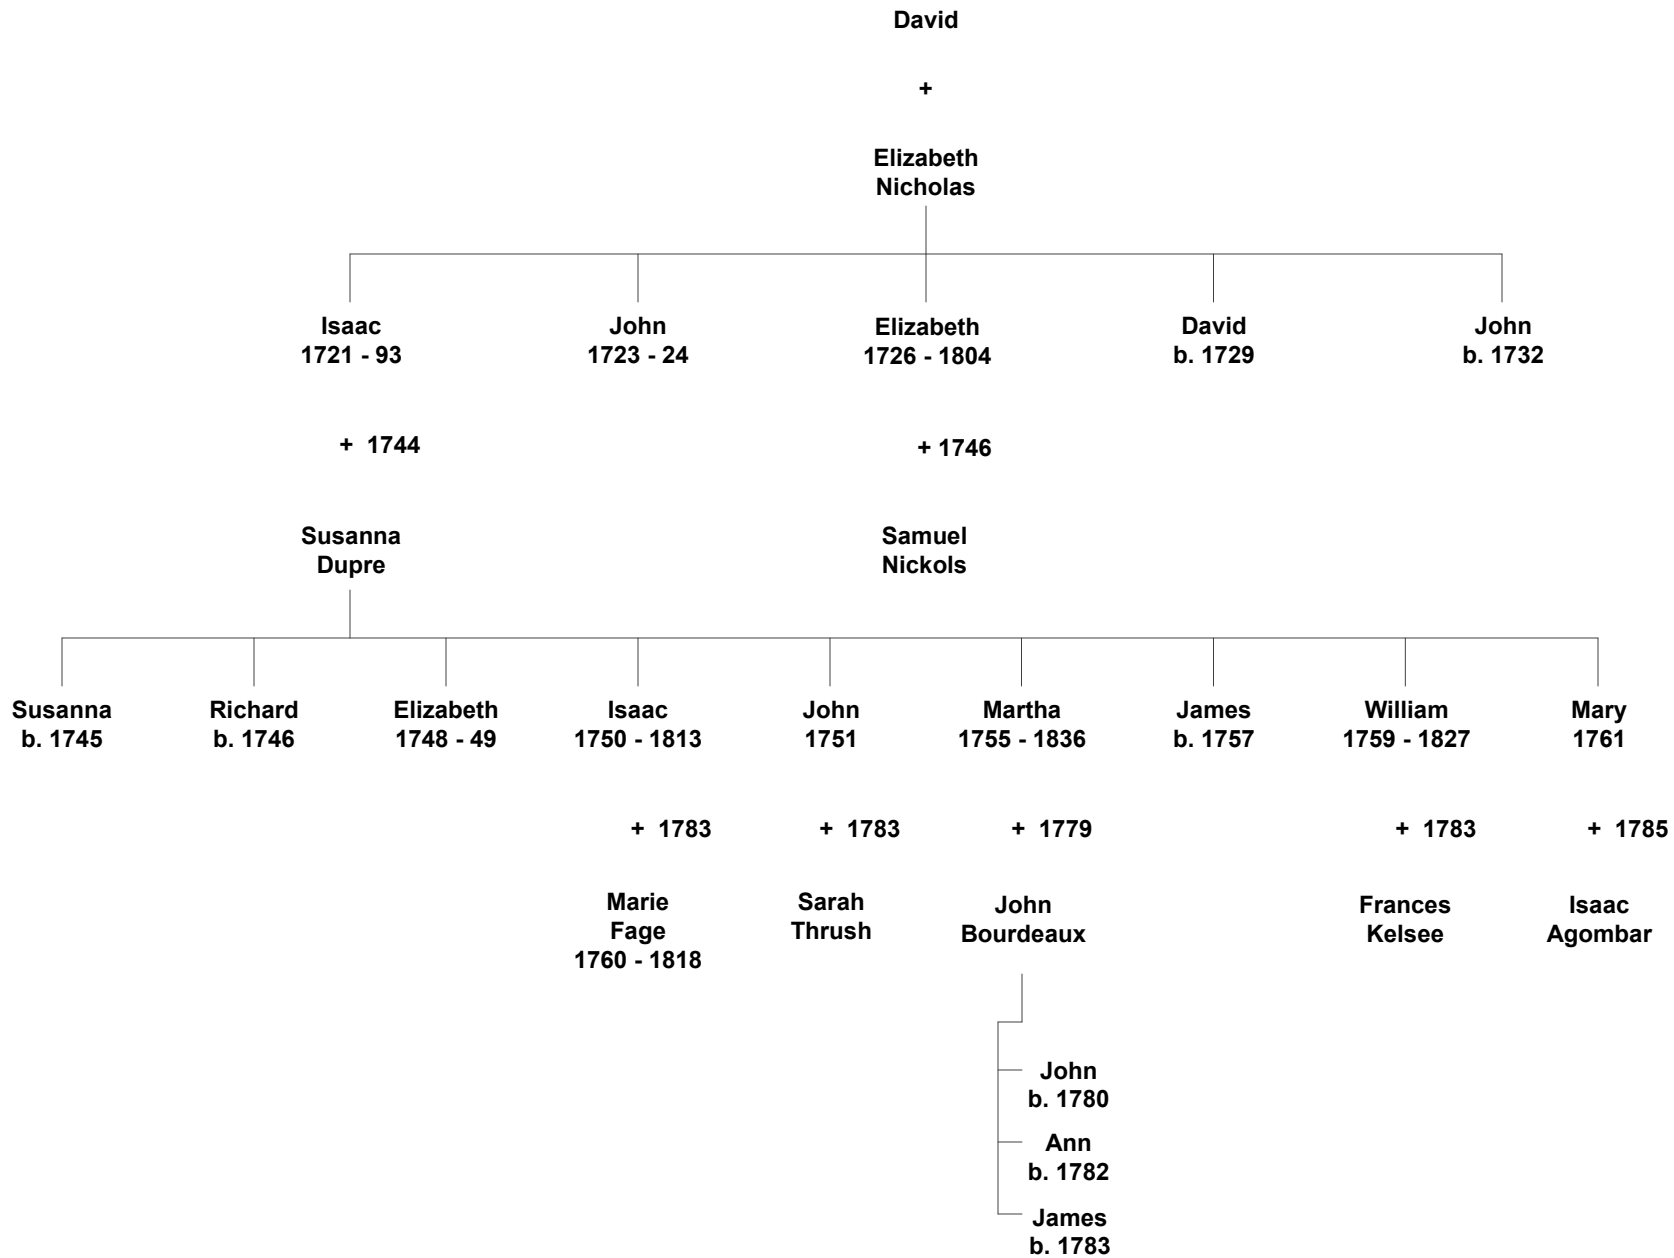 David
+
Elizabeth
Nicholas
Isaac
1721 - 93
John
1723 - 24
Elizabeth
1726 - 1804
David
b. 1729
John
b. 1732
+ 1744
+ 1746
Susanna
Dupre
Samuel
Nickols
Susanna
b. 1745
Richard
b. 1746
Elizabeth
1748 - 49
Isaac
1750 - 1813
John
1751
Martha
1755 - 1836
James
b. 1757
William
1759 - 1827
Mary
1761
+ 1783
+ 1783
+ 1779
+ 1783
+ 1785
Marie
Fage
1760 - 1818
Sarah
Thrush
John
Bourdeaux
Frances
Kelsee
Isaac
Agombar
John
b. 1780
Ann
b. 1782
James
b. 1783